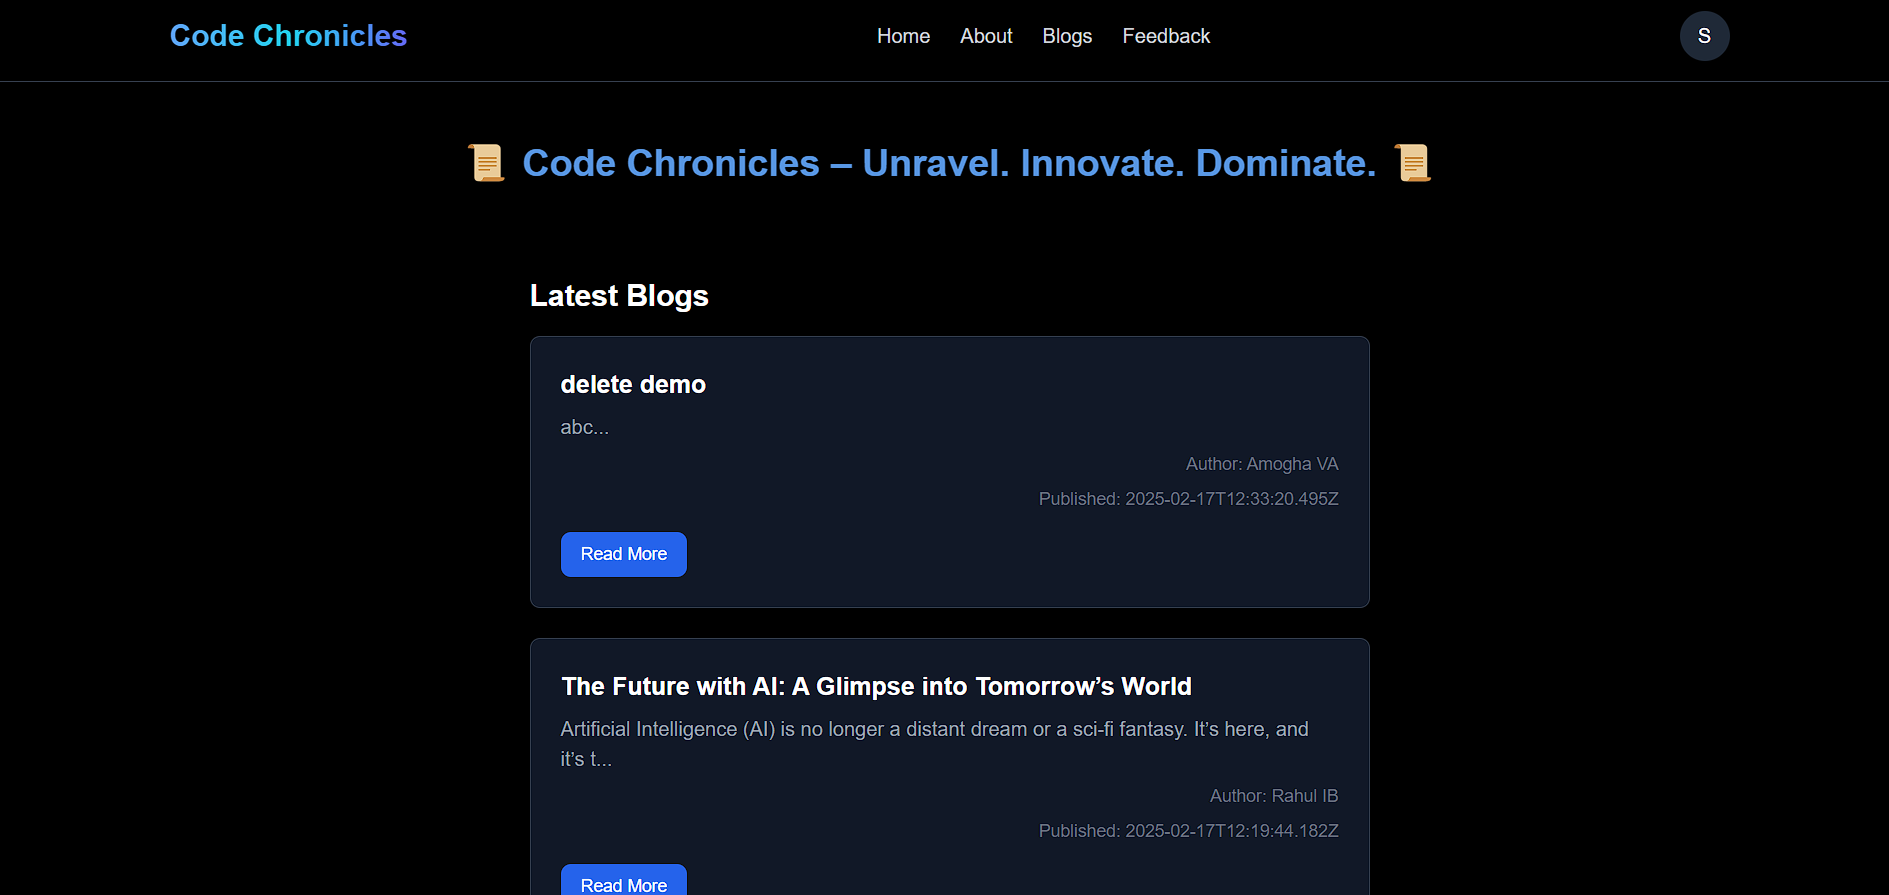 Code Chronicles
Home About Blogs Feedback
S
📜 Code Chronicles – Unravel. Innovate. Dominate. 📜
Latest Blogs
delete demo
abc...
Author: Amogha VA
Published: 2025-02-17T12:33:20.495Z
Read More
The Future with AI: A Glimpse into Tomorrow’s World
Artificial Intelligence (AI) is no longer a distant dream or a sci-fi fantasy. It’s here, and
it’s t...
Author: Rahul IB
Published: 2025-02-17T12:19:44.182Z
Read More